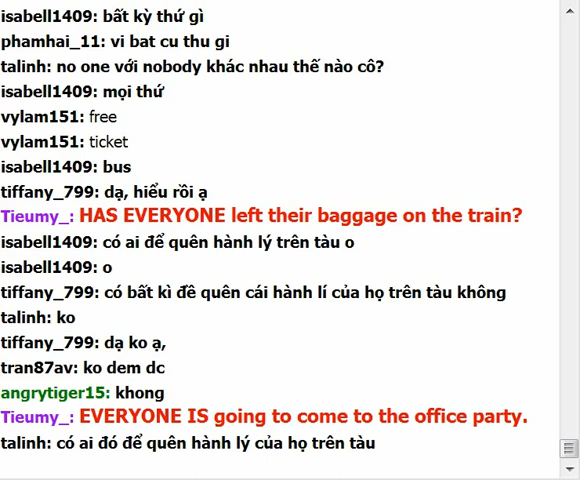 isabell1409: bất kỳ thứ gì
phamhai_11: vi bat cu thu gi
talinh: no one với nobody khác nhau thế nào cô?
isabell1409: mọi thứ
vylam151: free
vylam151: ticket
isabell1409: bus
tiffany_799: dạ, hiểu rồi ạ
Tieumy_: HAS EVERYONE left their baggage on the train?
isabell1409: có ai để quên hành lý trên tàu o
isabell1409: o
tiffany_799: có bất kì đê quên cái hành lí của họ trên tàu không
talinh: ko
tiffany_799: dạ ko ạ,
tran87av: ko dem dc
angrytiger15: khong
Tieumy_: EVERYONE IS going to come to the office party.
talinh: có ai đó để quên hành lý của họ trên tàu